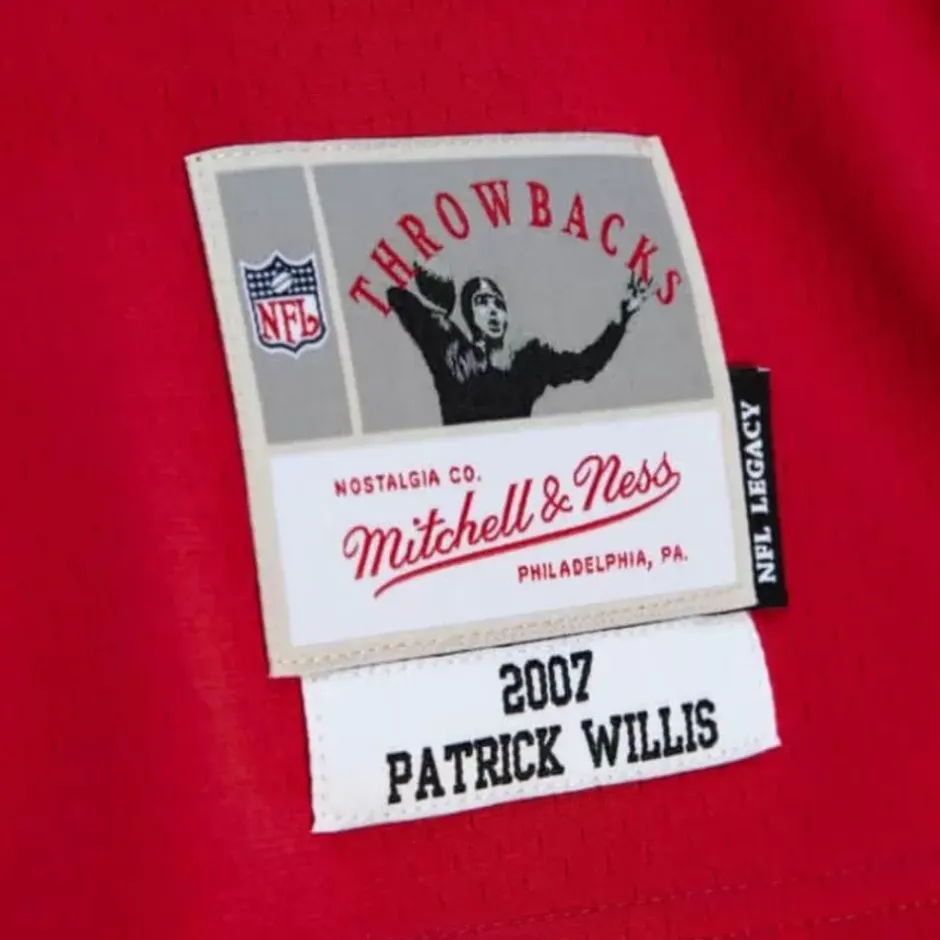 THROWBACKS
NFL
NOSTALGIA CO.
Mitchell & Ness
PHILADELPHIA, PA.
NFL LEGACY
2007
PATRICK WILLIS